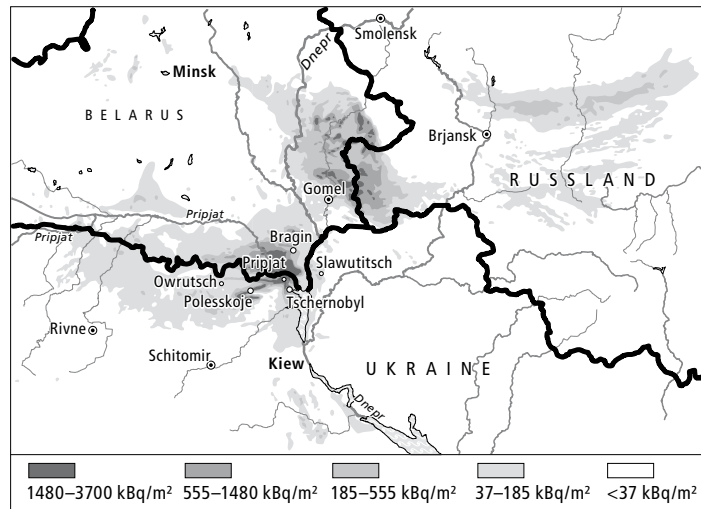 Smolensk
Dnepr
Minsk
BELARUS
Brjansk
RUSSLAND
Gomel
Pripjat
Pripjat
Bragin
Pripjat
Slawutitsch
Owrutsch
Polesskoje
Tschernobyl
Rivne
Schitomir
Kiew
UKRAINE
Dnepr
1480–3700 kBq/m² 555–1480 kBq/m² 185–555 kBq/m² 37–185 kBq/m² <37 kBq/m²